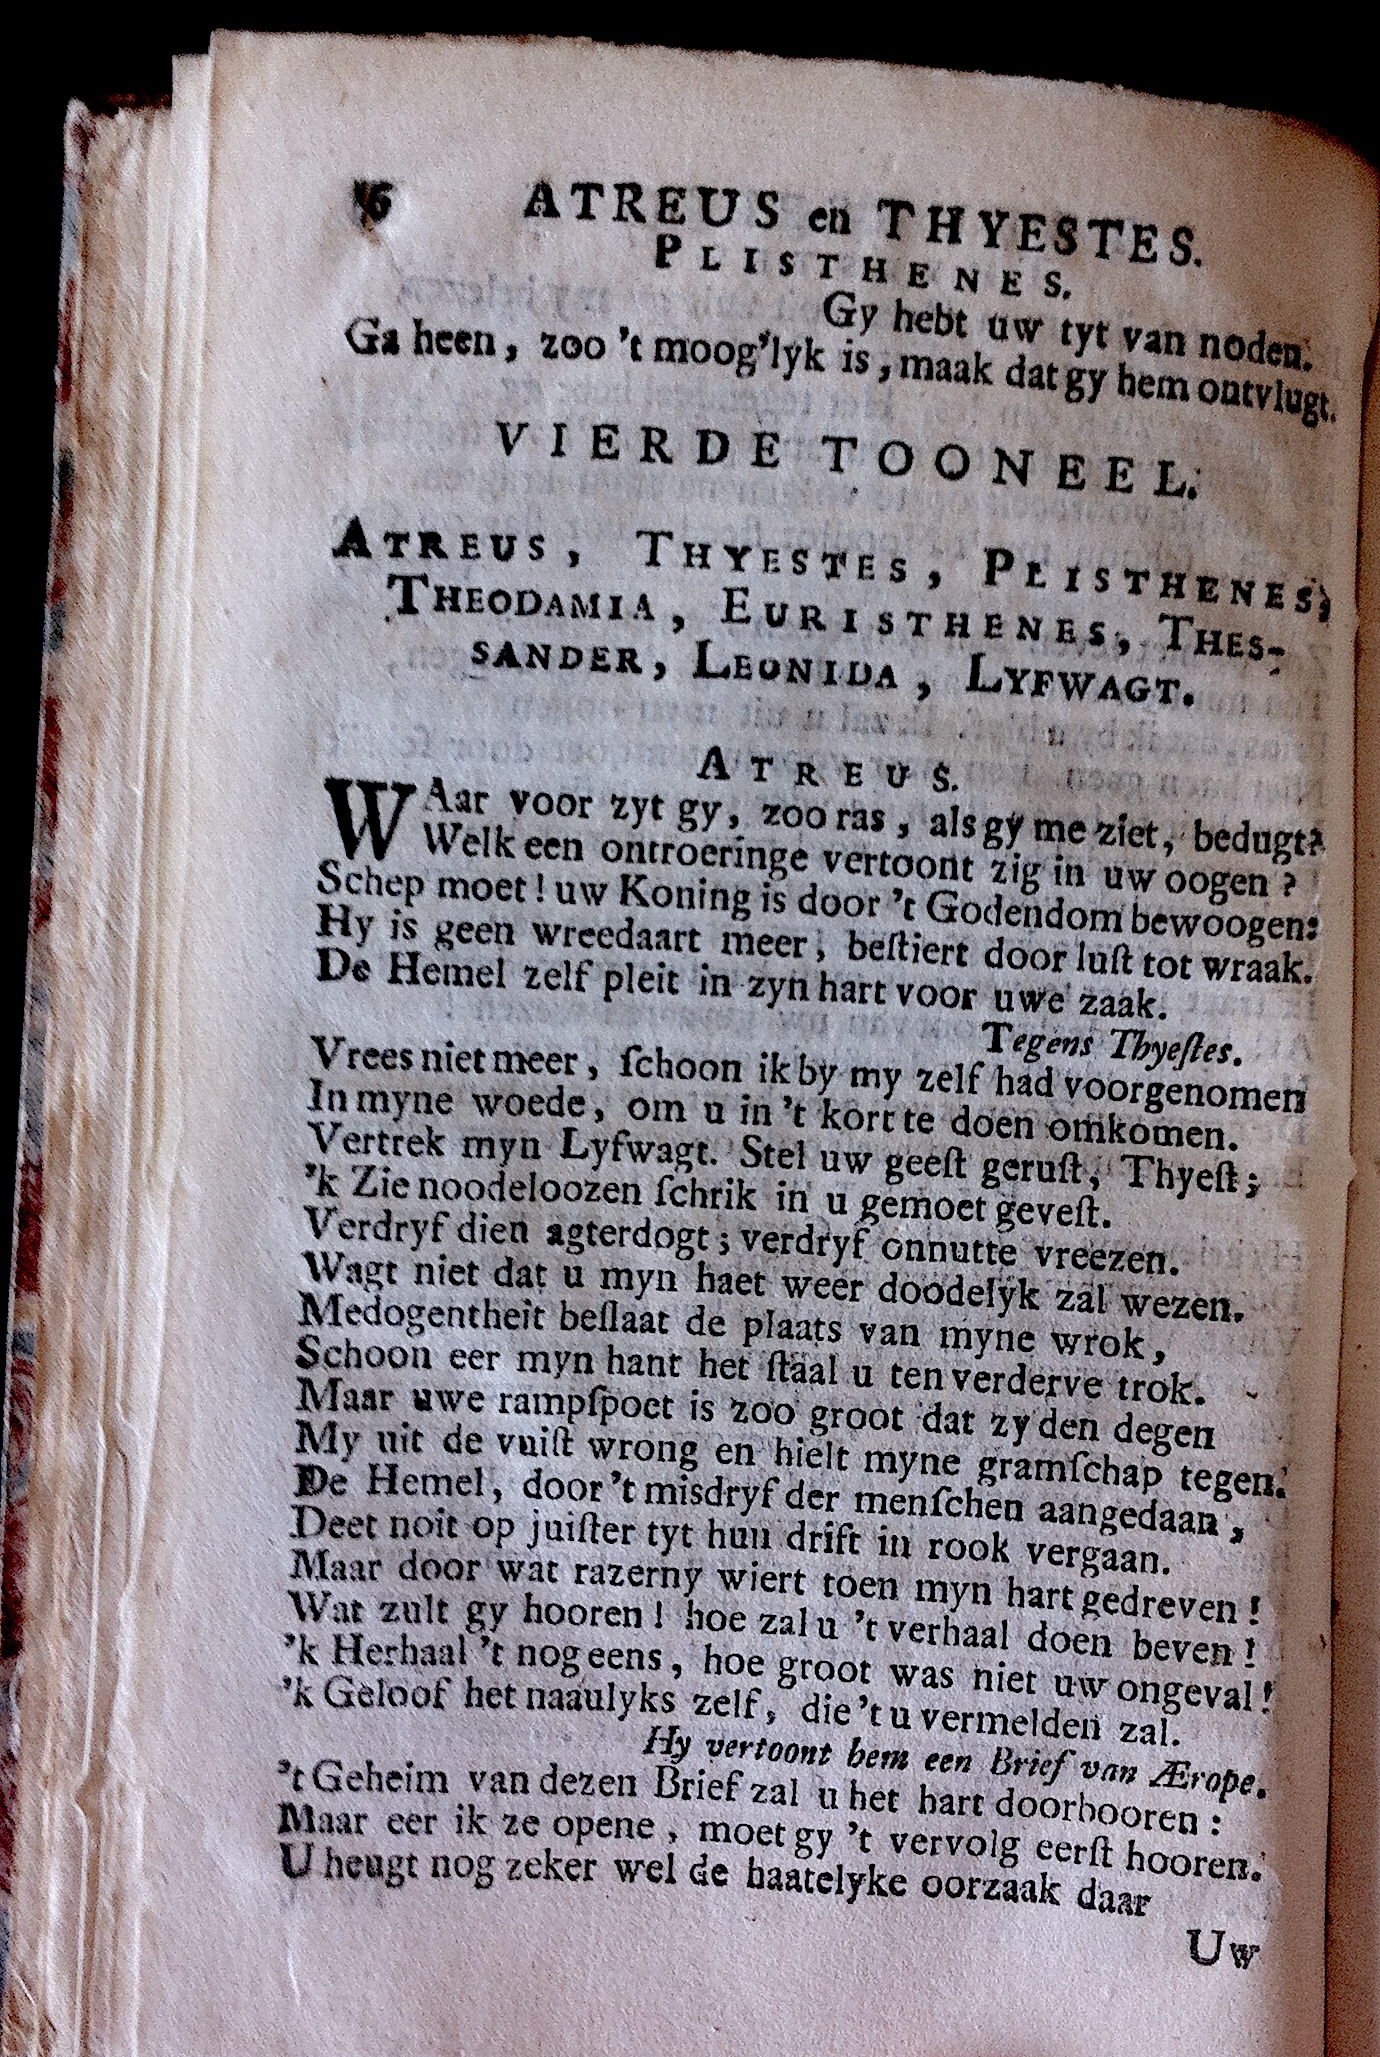 ATREUS en THYESTES.
PLISTHENES.
Gy hebt uw tyt van noden.
Ga heen, zoo 't moog'lyk is, maak dat gy hem ontvlugt.
VIERDE TOONEEL.
ATREUS, THYESTES, PLISTHENES,
THEODAMIA, EURISTHENES, THES-
SANDER, LEONIDA, LYFWAGT.
ATREUS.
WAar voor zyt gy, zoo ras, als gy me ziet, bedugt?
Welk een ontroeringe vertoont zig in uw oogen?
Schep moet! uw Koning is door 't Godendom bewoogen:
Hy is geen wreedaart meer, beſtiert door luſt tot wraak.
De Hemel zelf pleit in zyn hart voor uwe zaak.
Tegens Thyeſtes.
Vrees niet meer, ſchoon ik by my zelf had voorgenomen
In myne woede, om u in 't kort te doen omkomen.
Vertrek myn Lyfwagt. Stel uw geeſt geruſt, Thyeſt;
'k Zie noodeloozen ſchrik in u gemoet geveſt.
Verdryf dien agterdogt; verdryf onnutte vreezen.
Wagt niet dat u myn haet weer doodelyk zal wezen.
Medogentheit beſlaat de plaats van myne wrok,
Schoon eer myn hant het ſtaal u ten verderve trok.
Maar uwe rampſpoet is zoo groot dat zy den degen
My uit de vuiſt wrong en hielt myne gramſchap tegen.
De Hemel, door 't misdryf der menſchen aangedaan,
Deet noit op juiſter tyt hun drift in rook vergaan.
Maar door wat razerny wiert toen myn hart gedreven!
Wat zult gy hooren! hoe zal u 't verhaal doen beven!
'k Herhaal 't nog eens, hoe groot was niet uw ongeval!
'k Geloof het naaulyks zelf, die 't u vermelden zal.
Hy vertoont hem een Brief van Ærope.
't Geheim van dezen Brief zal u het hart doorbooren:
Maar eer ik ze opene, moet gy 't vervolg eerſt hooren.
U heugt nog zeker wel de haatelyke oorzaak daar
Uw